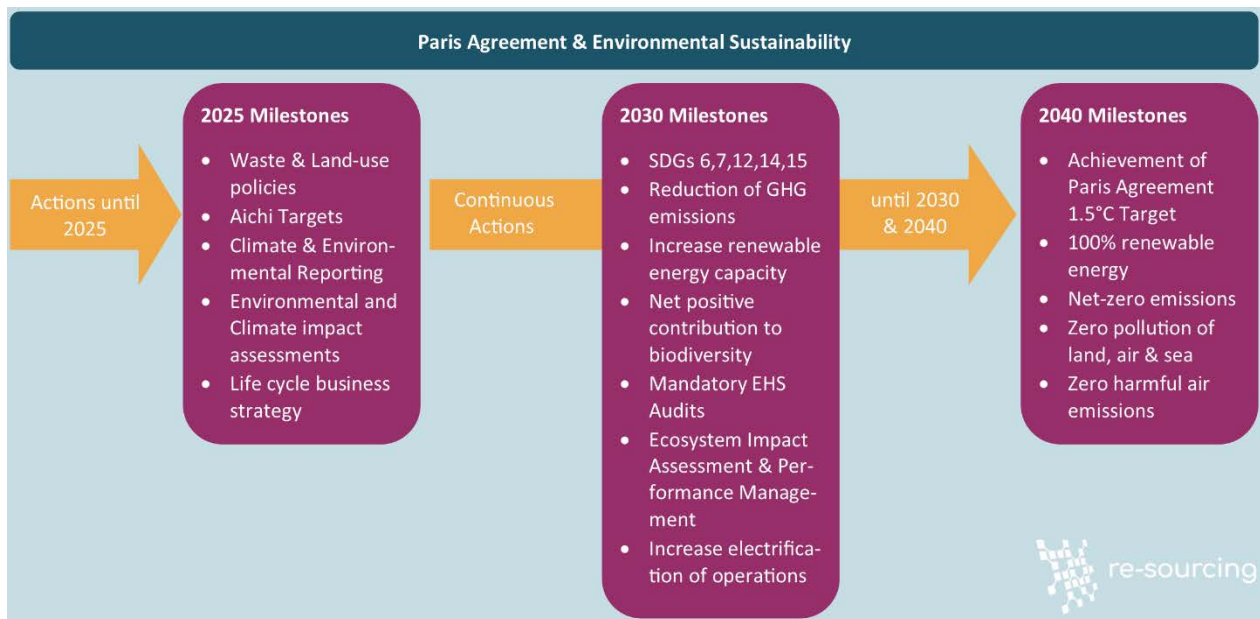 Paris Agreement & Environmental Sustainability
Actions until
2025
2025 Milestones
• Waste & Land-use
policies
• Aichi Targets
• Climate & Environ-
mental Reporting
• Environmental and
Climate impact
assessments
• Life cycle business
strategy
Continuous
Actions
2030 Milestones
• SDGs 6,7,12,14,15
• Reduction of GHG
emissions
• Increase renewable
energy capacity
• Net positive
contribution to
biodiversity
• Mandatory EHS
Audits
• Ecosystem Impact
Assessment & Per-
formance Manage-
ment
• Increase electrifica-
tion of operations
until 2030
& 2040
2040 Milestones
• Achievement of
Paris Agreement
1.5°C Target
• 100% renewable
energy
• Net-zero emissions
• Zero pollution of
land, air & sea
• Zero harmful air
emissions
re-sourcing